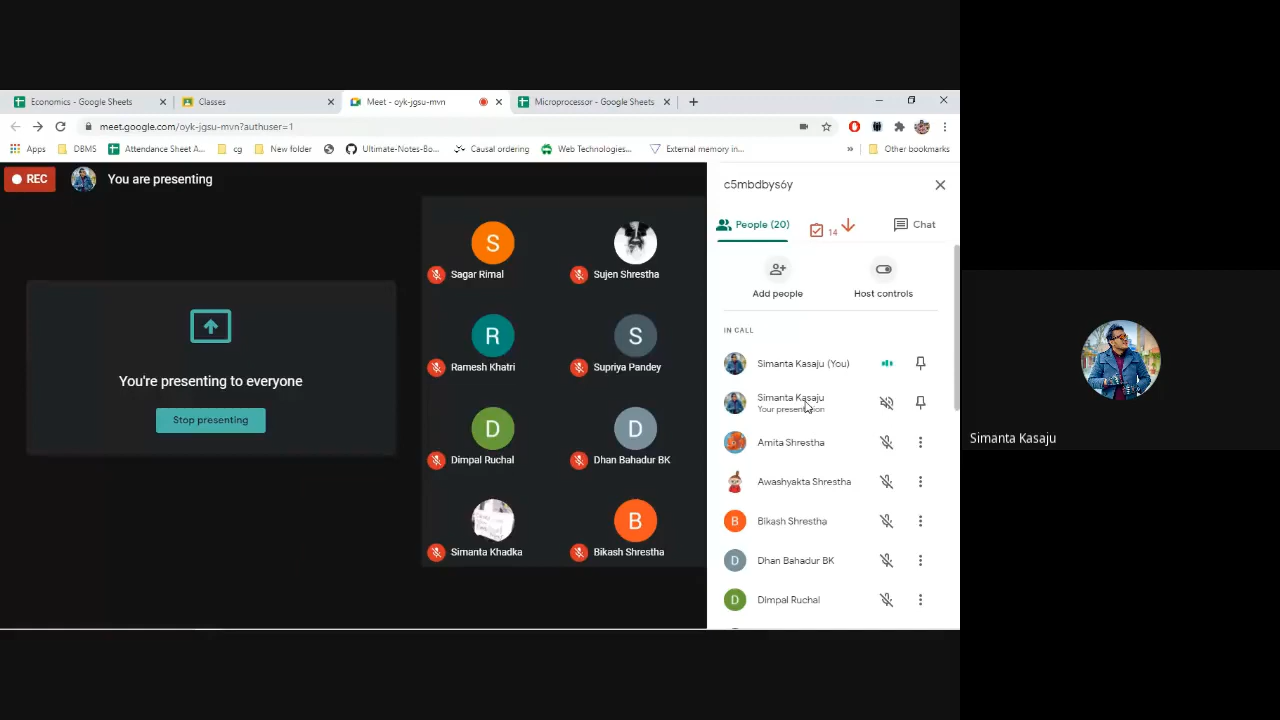 Economics - Google Sheets
Classes
Meet - oyk-jgsu-mvn
Microprocessor - Google Sheets
meet.google.com/oyk-jgsu-mvn?authuser=1
Apps
DBMS
Attendance Sheet A...
cg
New folder
Ultimate-Notes-Bo...
Causal ordering
Web Technologies...
External memory in...
»
Other bookmarks
REC
You are presenting
c5mbdbys6y
People (20)
14
Chat
Add people
Host controls
IN CALL
You're presenting to everyone
Stop presenting
S
Sagar Rimal
Sujen Shrestha
R
Ramesh Khatri
S
Supriya Pandey
D
Dimpal Ruchal
D
Dhan Bahadur BK
Simanta Khadka
B
Bikash Shrestha
Simanta Kasaju (You)
Simanta Kasaju
Your presentation
Amita Shrestha
Awashyakta Shrestha
B
Bikash Shrestha
D
Dhan Bahadur BK
D
Dimpal Ruchal
Simanta Kasaju